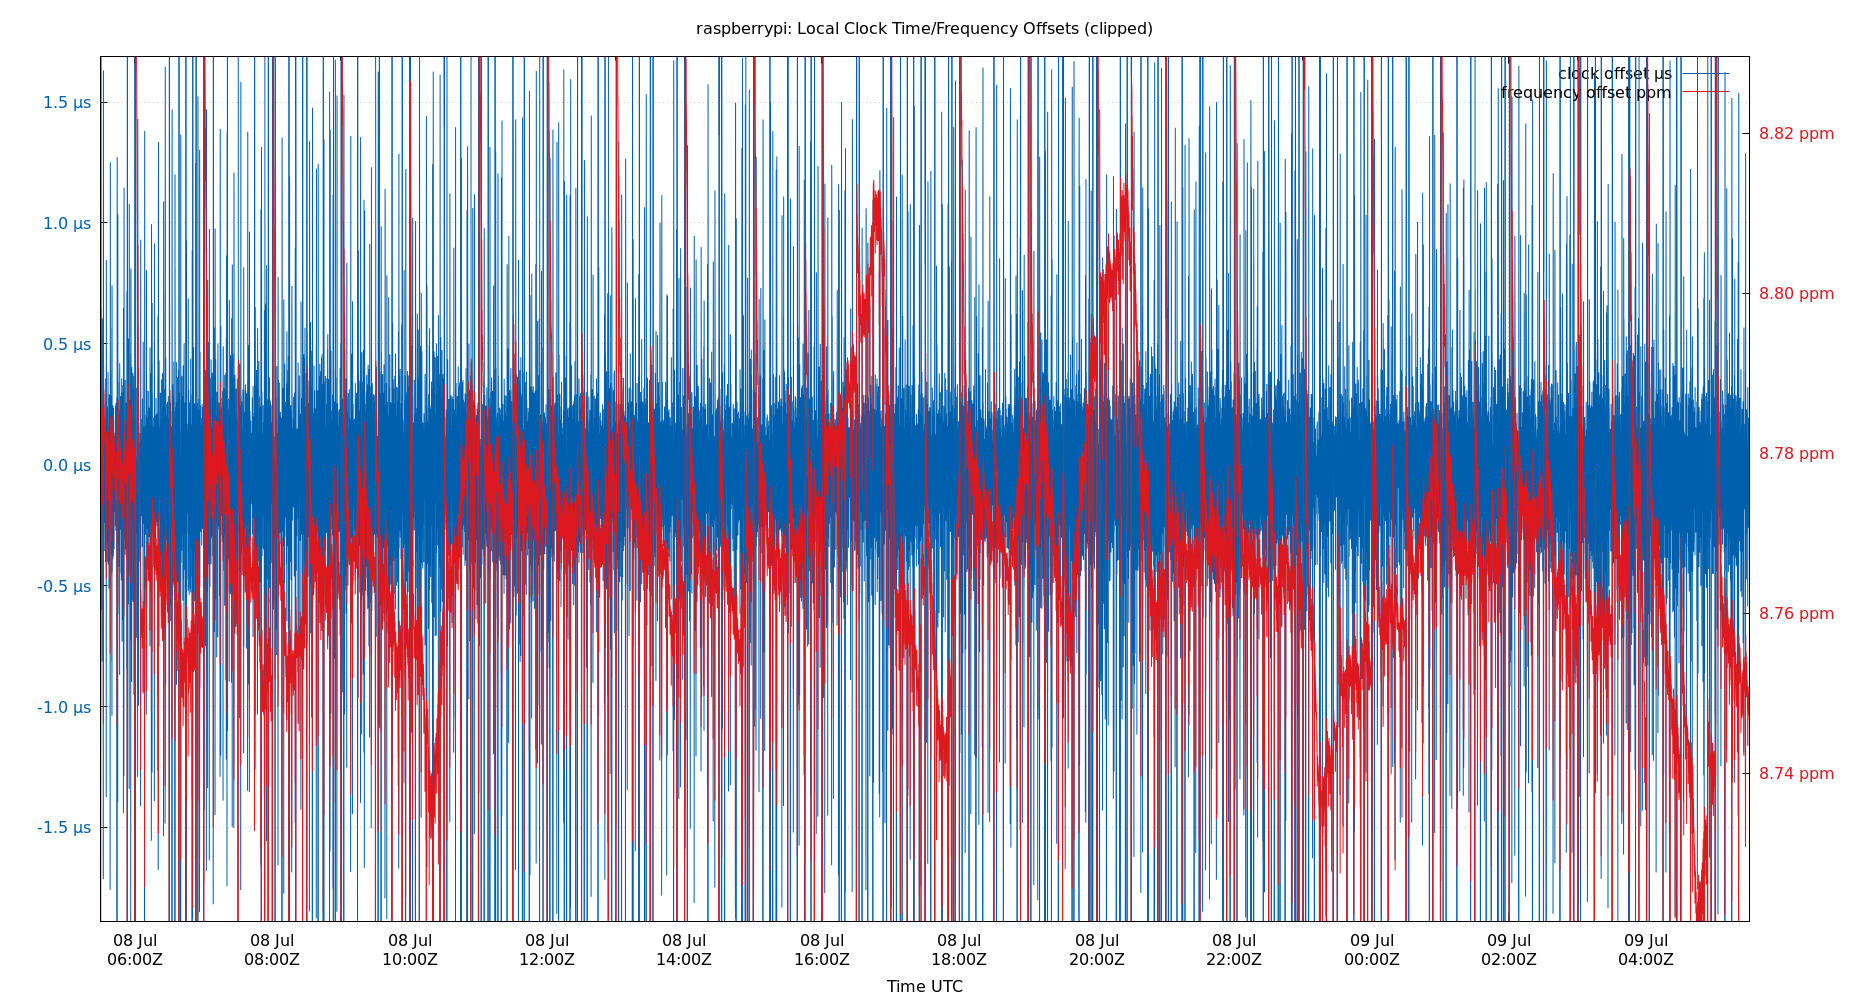 raspberrypi: Local Clock Time/Frequency Offsets (clipped)
clock offset µs
frequency offset ppm
1.5 µs
1.0 µs
0.5 µs
0.0 µs
-0.5 µs
-1.0 µs
-1.5 µs
8.82 ppm
8.80 ppm
8.78 ppm
8.76 ppm
8.74 ppm
08 Jul 08 Jul 08 Jul 08 Jul 08 Jul 08 Jul 08 Jul 08 Jul 08 Jul 09 Jul 09 Jul 09 Jul
06:00Z 08:00Z 10:00Z 12:00Z 14:00Z 16:00Z 18:00Z 20:00Z 22:00Z 00:00Z 02:00Z 04:00Z
Time UTC